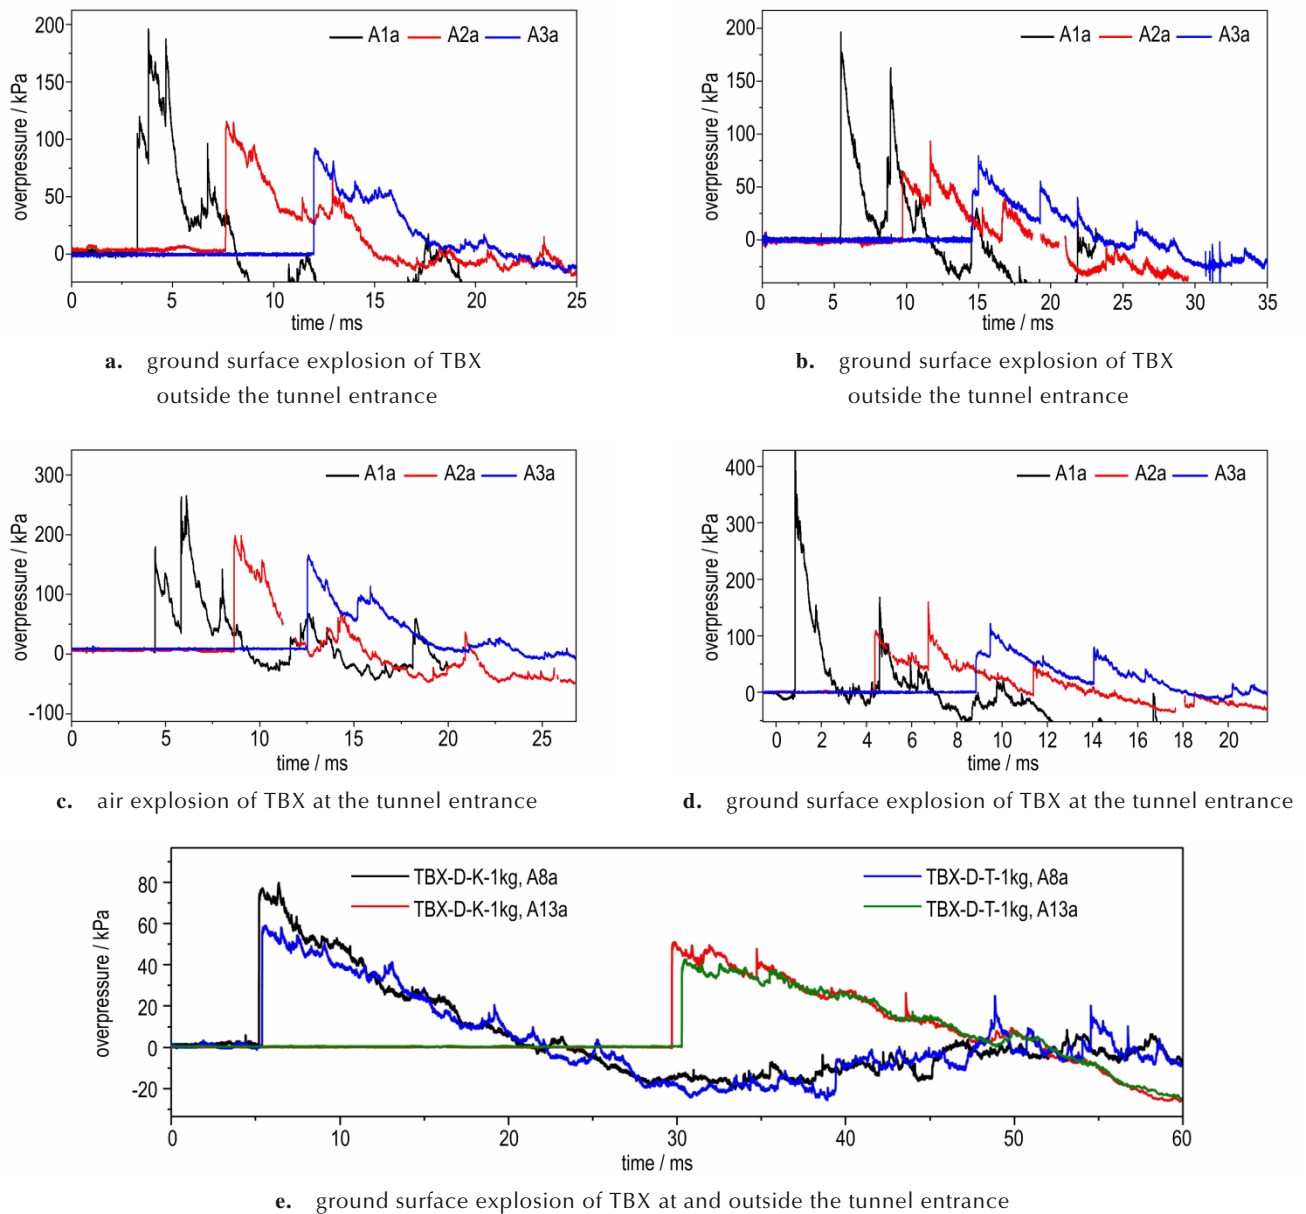 A1a A2a A3a
overpressure / kPa
200
150
100
50
0
0 5 10 15 20 25
time / ms
a. ground surface explosion of TBX
outside the tunnel entrance
A1a A2a A3a
overpressure / kPa
200
150
100
50
0
0 5 10 15 20 25 30 35
time / ms
b. ground surface explosion of TBX
outside the tunnel entrance
A1a A2a A3a
overpressure / kPa
300
200
100
0
-100
0 5 10 15 20 25
time / ms
c. air explosion of TBX at the tunnel entrance
A1a A2a A3a
overpressure / kPa
400
300
200
100
0
0 2 4 6 8 10 12 14 16 18 20
time / ms
d. ground surface explosion of TBX at the tunnel entrance
TBX-D-K-1kg, A8a TBX-D-T-1kg, A8a
TBX-D-K-1kg, A13a TBX-D-T-1kg, A13a
overpressure / kPa
80
60
40
20
0
-20
0 10 20 30 40 50 60
time / ms
e. ground surface explosion of TBX at and outside the tunnel entrance